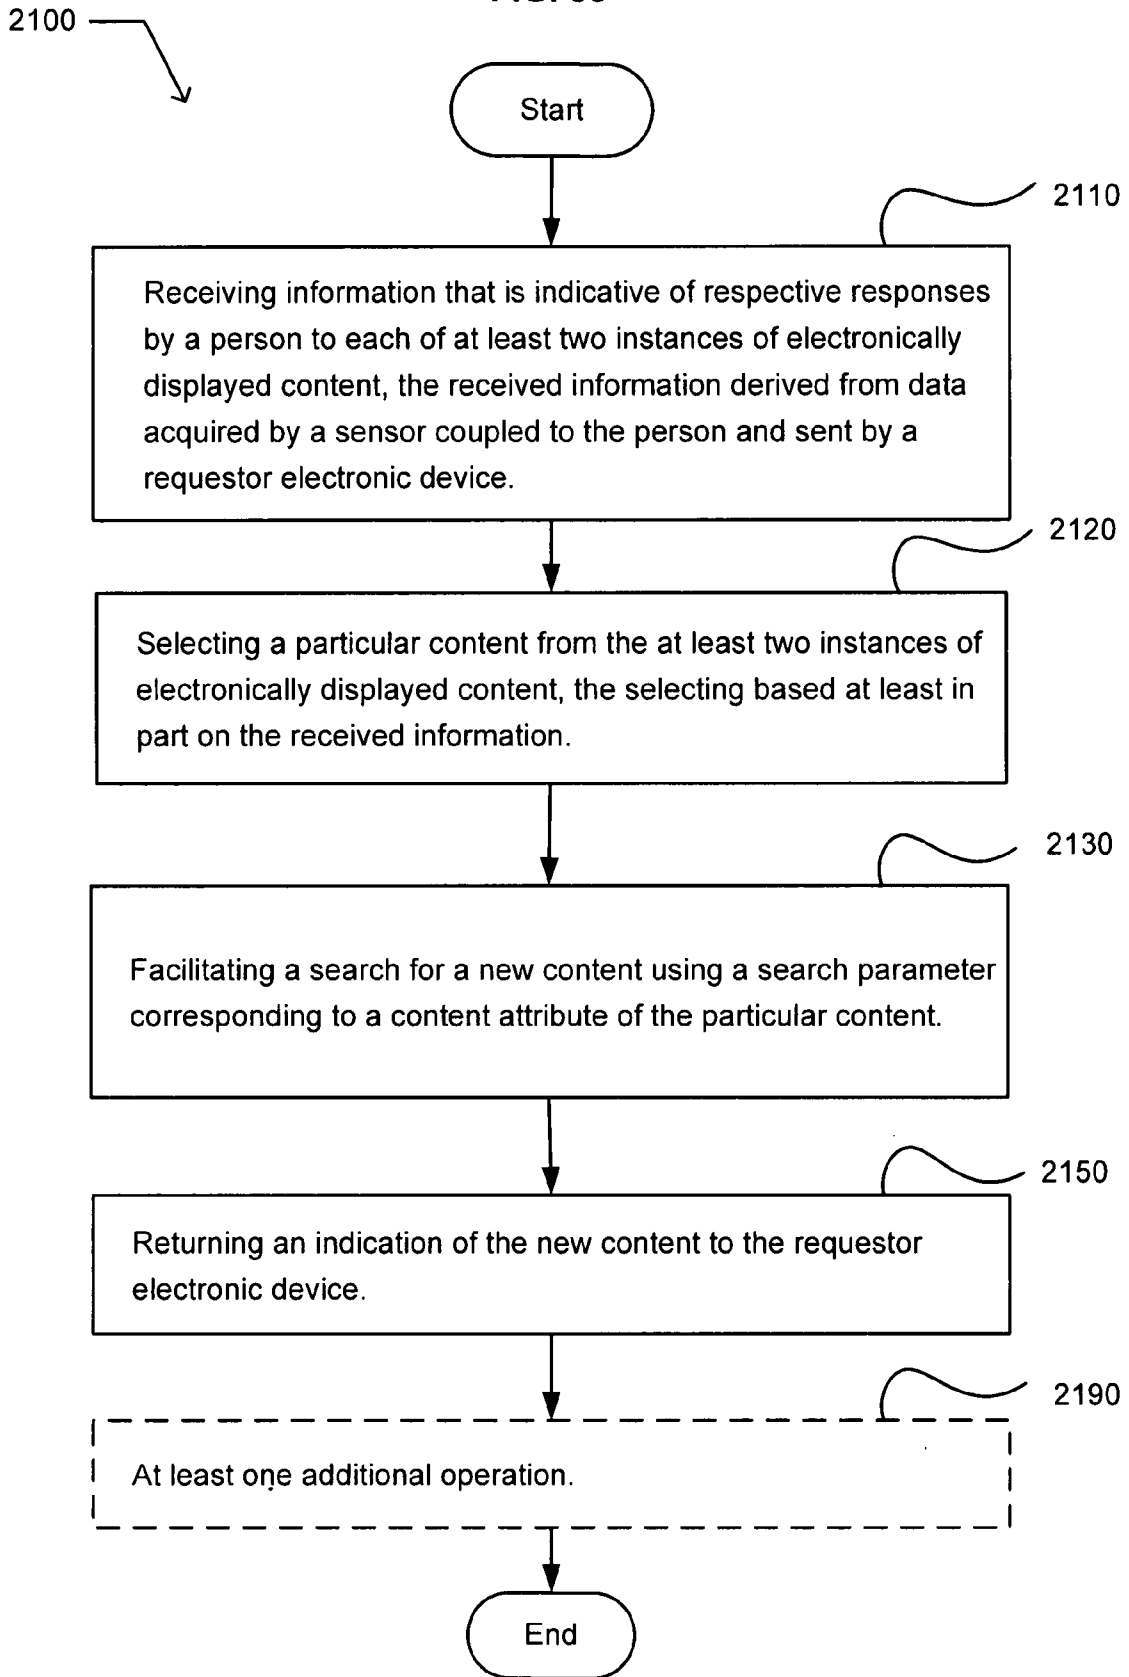 2100
Start
2110
Receiving information that is indicative of respective responses
by a person to each of at least two instances of electronically
displayed content, the received information derived from data
acquired by a sensor coupled to the person and sent by a
requestor electronic device.
2120
Selecting a particular content from the at least two instances of
electronically displayed content, the selecting based at least in
part on the received information.
2130
Facilitating a search for a new content using a search parameter
corresponding to a content attribute of the particular content.
2150
Returning an indication of the new content to the requestor
electronic device.
2190
At least one additional operation.
End